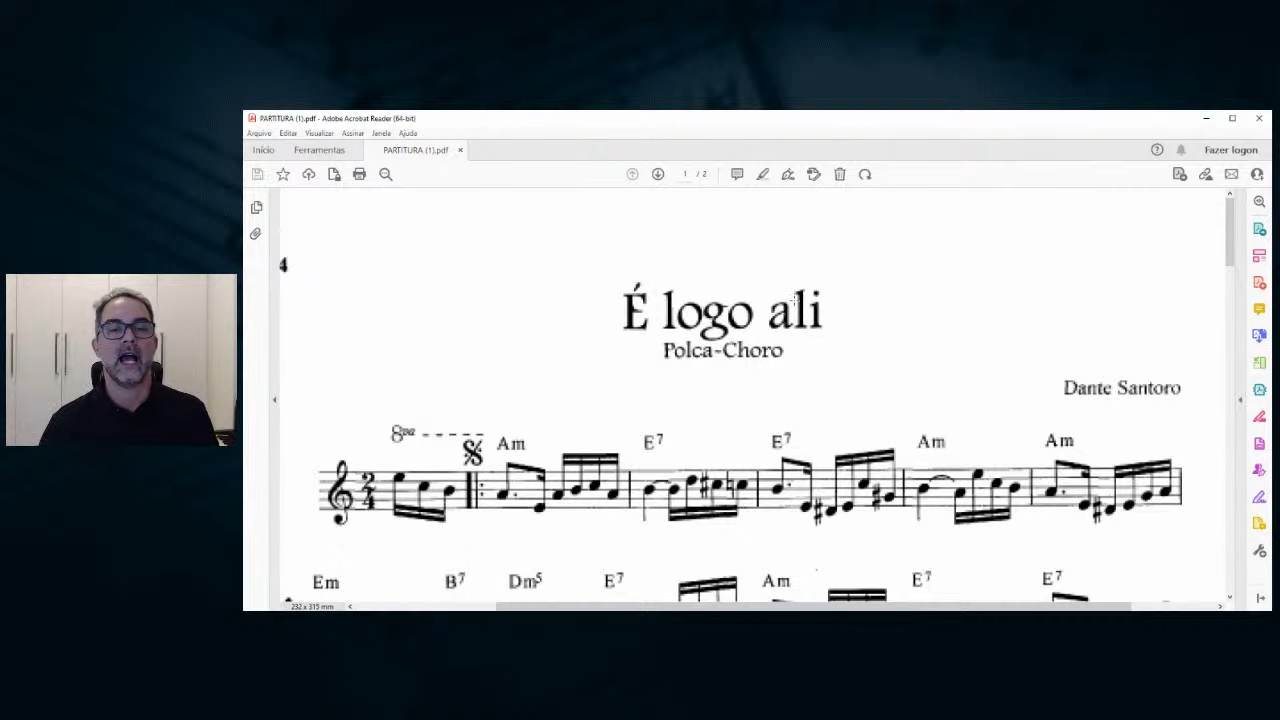 PARTITURA (1).pdf - Adobe Acrobat Reader (64-bit)
Arquivo Editar Visualizar Assinar Janela Ajuda
Início Ferramentas PARTITURA (1).pdf × Fazer logon
1 / 2
4
É logo ali
Polca-Choro
Dante Santoro
8va
Am E7 E7 Am Am
2
4
Em B7 Dm5 E7 Am E7 E7
232 x 315 mm